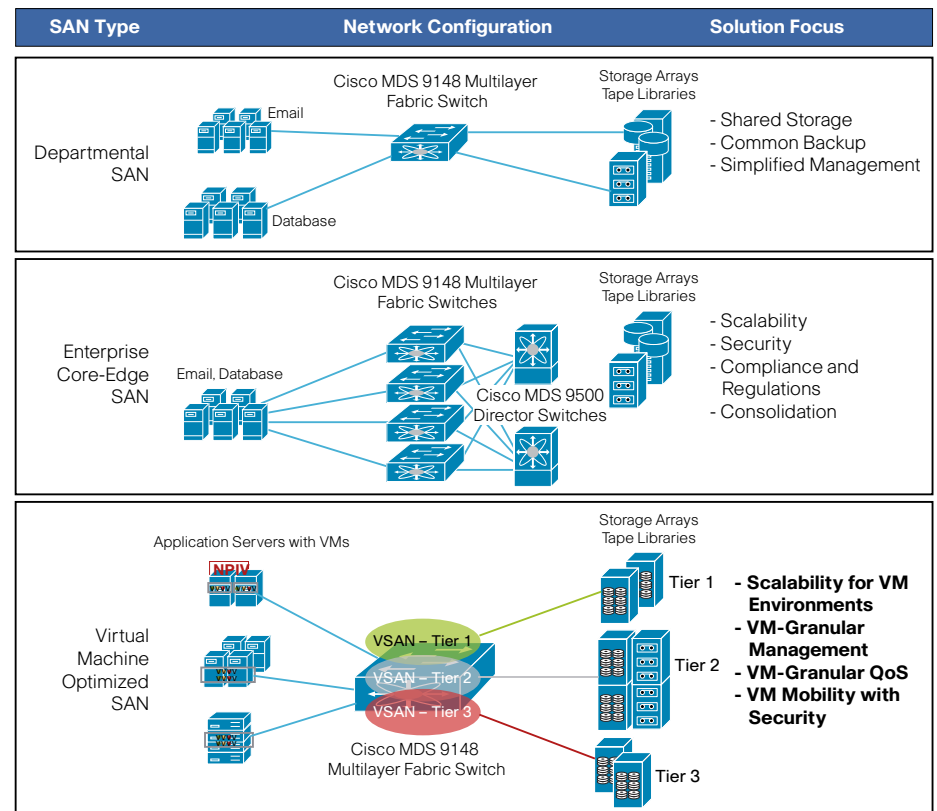 SAN Type
Network Configuration
Solution Focus
Departmental
SAN
Email
Database
Cisco MDS 9148 Multilayer
Fabric Switch
Storage Arrays
Tape Libraries
- Shared Storage
- Common Backup
- Simplified Management
Enterprise
Core-Edge
SAN
Email, Database
Cisco MDS 9148 Multilayer
Fabric Switches
Cisco MDS 9500
Director Switches
Storage Arrays
Tape Libraries
- Scalability
- Security
- Compliance and
Regulations
- Consolidation
Virtual
Machine
Optimized
SAN
Application Servers with VMs
NPIV
VSAN – Tier 1
VSAN – Tier 2
VSAN – Tier 3
Cisco MDS 9148
Multilayer Fabric Switch
Storage Arrays
Tape Libraries
Tier 1
Tier 2
Tier 3
- Scalability for VM
Environments
- VM-Granular
Management
- VM-Granular QoS
- VM Mobility with
Security